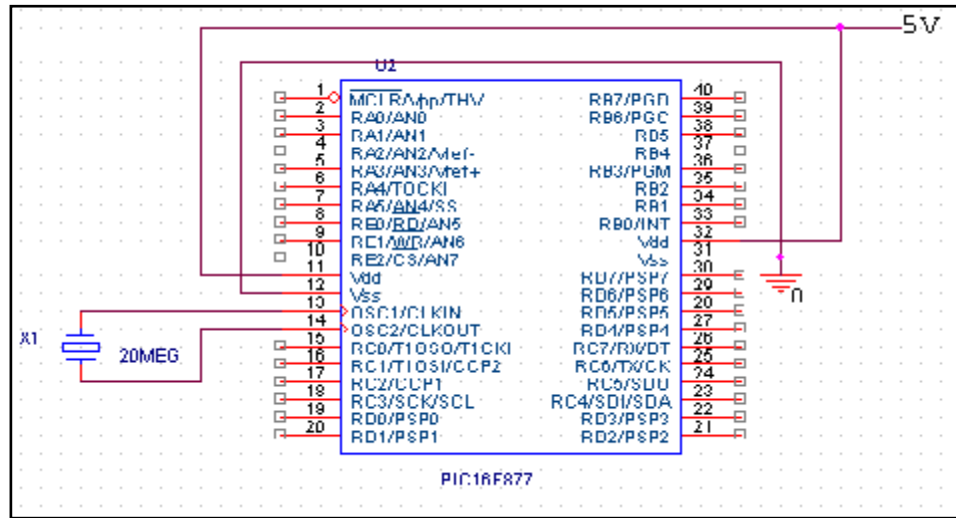 5V
U2
1 MCLR/Vpp/THV
2 RA0/AN0
3 RA1/AN1
4 RA2/AN2/Vref-
5 RA3/AN3/Vref+
6 RA4/TOCKI
7 RA5/AN4/SS
8 RE0/RD/AN5
9 RE1/WR/AN6
10 RE2/CS/AN7
11 Vdd
12 Vss
13 OSC1/CLKIN
14 OSC2/CLKOUT
15 RC0/T1OSO/T1CKI
16 RC1/T1OSI/CCP2
17 RC2/CCP1
18 RC3/SCK/SCL
19 RD0/PSP0
20 RD1/PSP1
RB7/PGD 40
RB6/PGC 39
RB5 38
RB4 37
RB3/PGM 36
RB2 35
RB1 34
RB0/INT 33
Vdd 32
Vss 31
RD7/PSP7 30
RD6/PSP6 29
RD5/PSP5
RD4/PSP4 27
RC7/RX/DT 26
RC6/TX/CK 25
RC5/SDO 24
RC4/SDI/SDA 23
RD3/PSP3 22
RD2/PSP2 21
0
X1
20MEG
PIC16F877